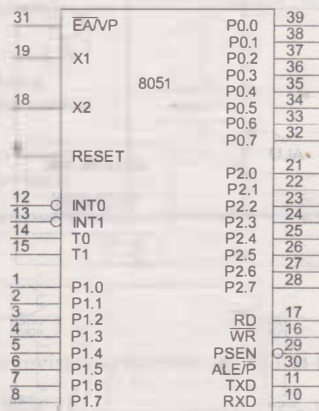 31 EA/VP P0.0 39
P0.1 38
19 X1 P0.2 37
P0.3 36
8051 P0.4 35
18 X2 P0.5 34
P0.6 33
P0.7 32
RESET
P2.0 21
P2.1 22
12 INT0 P2.2 23
13 INT1 P2.3 24
14 T0 P2.4 25
15 T1 P2.5 26
P2.6 27
1 P1.0 P2.7 28
2 P1.1
3 P1.2 RD 17
4 P1.3 WR 16
5 P1.4 PSEN 29
6 P1.5 ALE/P 30
7 P1.6 TXD 11
8 P1.7 RXD 10